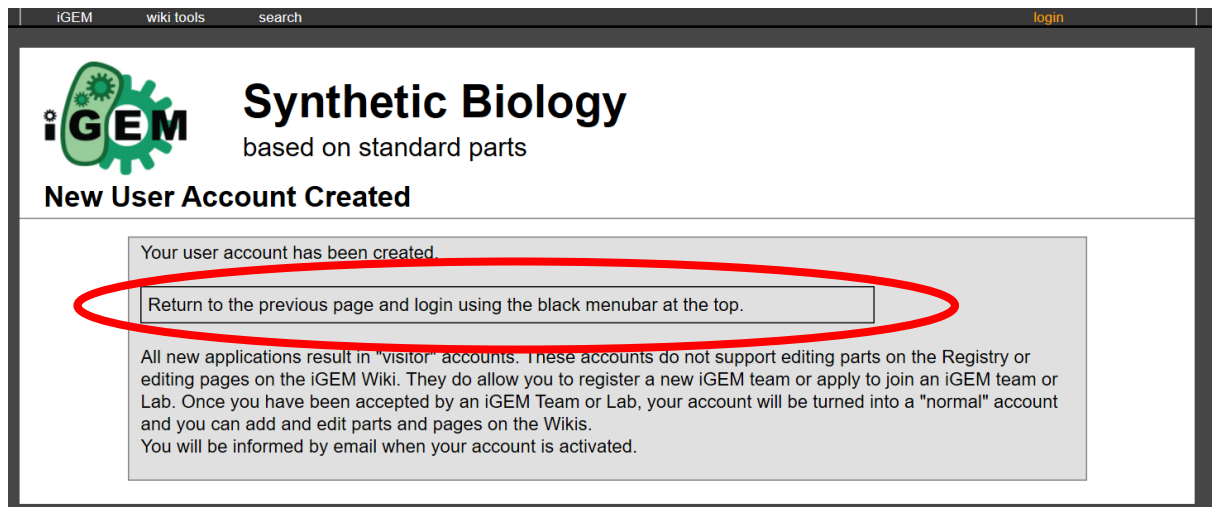 iGEM wiki tools search login
iGEM
Synthetic Biology
based on standard parts
New User Account Created
Your user account has been created.
Return to the previous page and login using the black menubar at the top.
All new applications result in "visitor" accounts. These accounts do not support editing parts on the Registry or
editing pages on the iGEM Wiki. They do allow you to register a new iGEM team or apply to join an iGEM team or
Lab. Once you have been accepted by an iGEM Team or Lab, your account will be turned into a "normal" account
and you can add and edit parts and pages on the Wikis.
You will be informed by email when your account is activated.